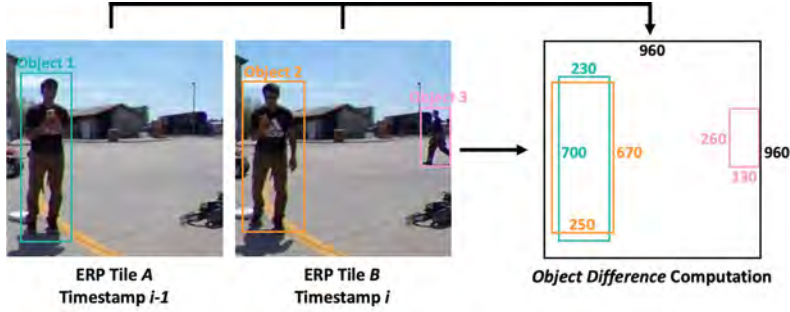 960
Object 1
Object 2
Object 3
230
700
670
260
960
130
250
ERP Tile A
Timestamp i-1
ERP Tile B
Timestamp i
Object Difference Computation